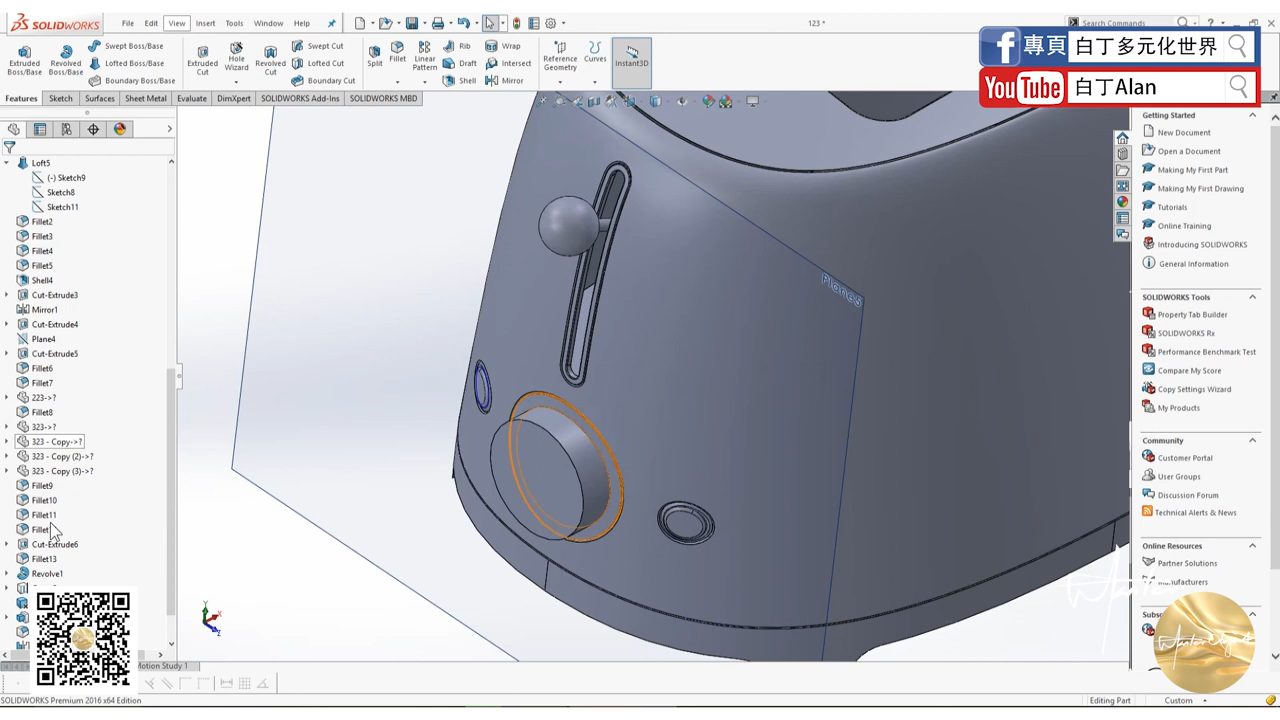 SOLIDWORKS
File Edit View Insert Tools Window Help
123 *
Search Commands
專頁 白丁多元化世界
YouTube 白丁Alan
Extruded Boss/Base
Revolved Boss/Base
Swept Boss/Base
Lofted Boss/Base
Boundary Boss/Base
Extruded Cut
Hole Wizard
Revolved Cut
Swept Cut
Lofted Cut
Boundary Cut
Split
Fillet
Linear Pattern
Rib
Draft
Shell
Wrap
Intersect
Mirror
Reference Geometry
Curves
Instant3D
Features Sketch Surfaces Sheet Metal Evaluate DimXpert SOLIDWORKS Add-Ins SOLIDWORKS MBD
Loft5
(-) Sketch9
Sketch8
Sketch11
Fillet2
Fillet3
Fillet4
Fillet5
Shell4
Cut-Extrude3
Mirror1
Cut-Extrude4
Plane4
Cut-Extrude5
Fillet6
Fillet7
223->?
Fillet8
323->?
323 - Copy->?
323 - Copy (2)->?
323 - Copy (3)->?
Fillet9
Fillet10
Fillet11
Cut-Extrude6
Fillet13
Revolve1
Plane5
Getting Started
New Document
Open a Document
Making My First Part
Making My First Drawing
Tutorials
Online Training
Introducing SOLIDWORKS
General Information
SOLIDWORKS Tools
Property Tab Builder
SOLIDWORKS Rx
Performance Benchmark Test
Compare My Score
Copy Settings Wizard
My Products
Community
Customer Portal
User Groups
Discussion Forum
Technical Alerts & News
Online Resources
Partner Solutions
Manufacturers
Motion Study 1
SOLIDWORKS Premium 2016 x64 Edition
Editing Part
Custom